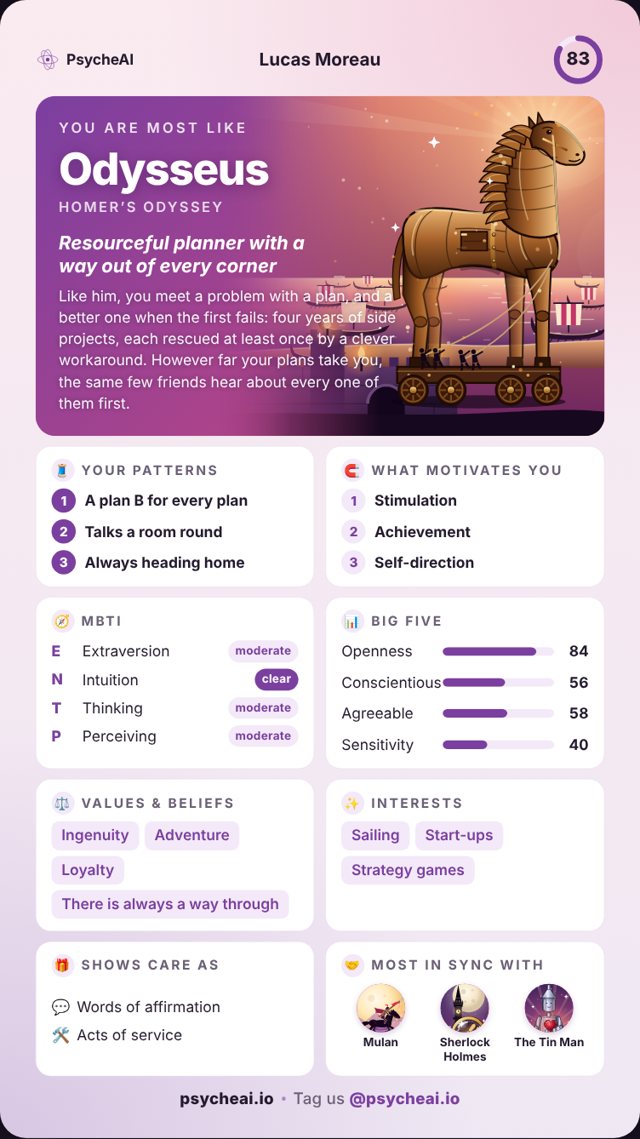 PsycheAI
Lucas Moreau
83
YOU ARE MOST LIKE
Odysseus
HOMER'S ODYSSEY
Resourceful planner with a
way out of every corner
Like him, you meet a problem with a plan, and a
better one when the first fails: four years of side
projects, each rescued at least once by a clever
workaround. However far your plans take you,
the same few friends hear about every one of
them first.
YOUR PATTERNS
1 A plan B for every plan
2 Talks a room round
3 Always heading home
WHAT MOTIVATES YOU
1 Stimulation
2 Achievement
3 Self-direction
MBTI
E Extraversion moderate
N Intuition clear
T Thinking moderate
P Perceiving moderate
BIG FIVE
Openness 84
Conscientious 56
Agreeable 58
Sensitivity 40
VALUES & BELIEFS
Ingenuity Adventure
Loyalty
There is always a way through
INTERESTS
Sailing Start-ups
Strategy games
SHOWS CARE AS
Words of affirmation
Acts of service
MOST IN SYNC WITH
Mulan
Sherlock
Holmes
The Tin Man
psycheai.io • Tag us @psycheai.io